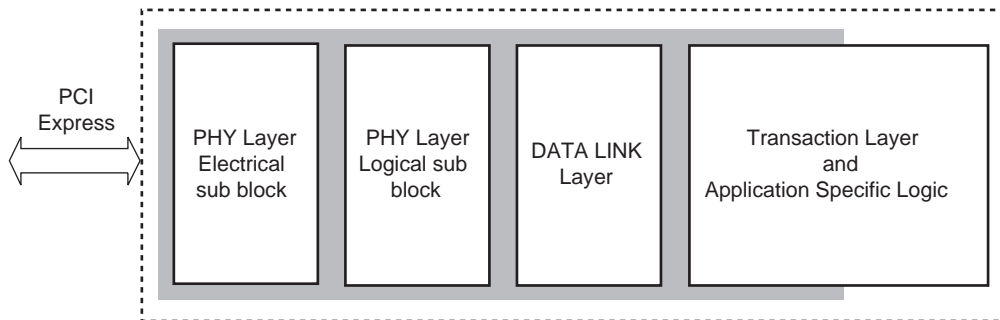 PCI
Express
PHY Layer
Electrical
sub block
PHY Layer
Logical sub
block
DATA LINK
Layer
Transaction Layer
and
Application Specific Logic